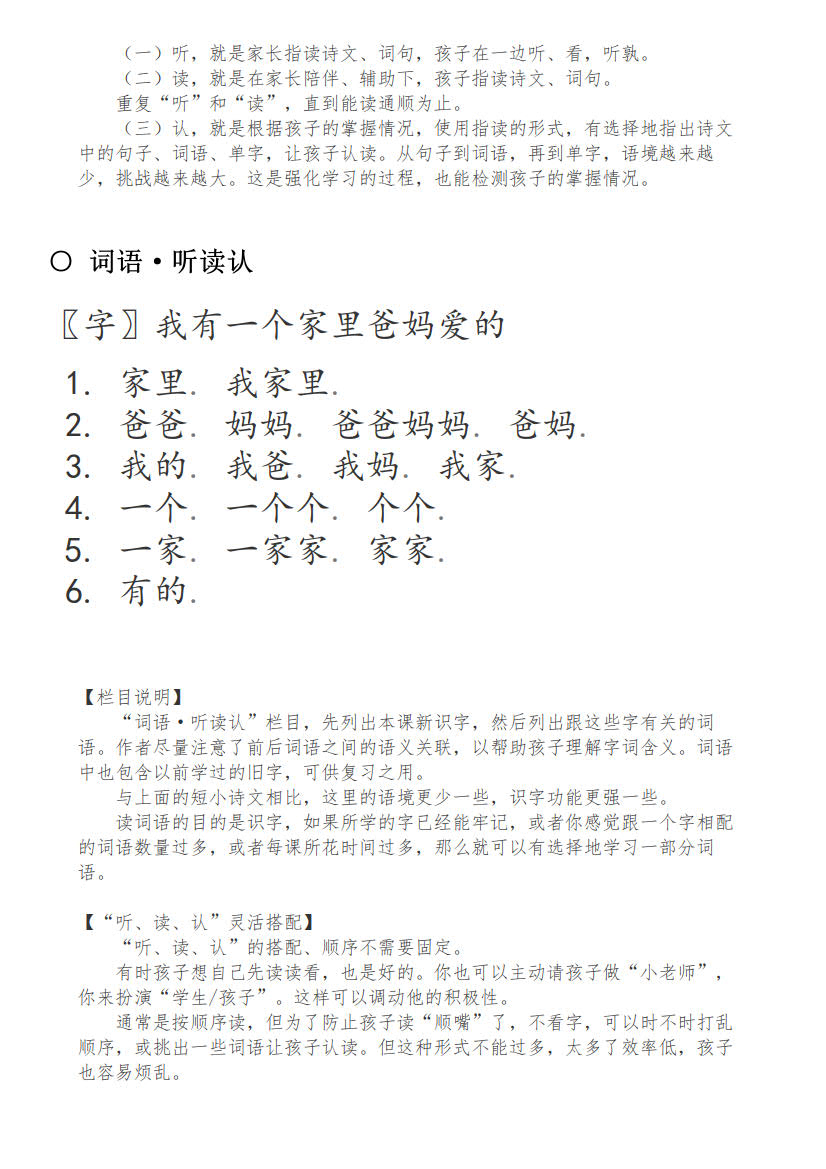 （一）听，就是家长指读诗文、词句，孩子在一边听、看，听孰。
（二）读，就是在家长陪伴、辅助下，孩子指读诗文、词句。
重复“听”和“读”，直到能读通顺为止。
（三）认，就是根据孩子的掌握情况，使用指读的形式，有选择地指出诗文
中的句子、词语、单字，让孩子认读。从句子到词语，再到单字，语境越来越
少，挑战越来越大。这是强化学习的过程，也能检测孩子的掌握情况。
〇 词语·听读认
〖字〗我有一个家里爸妈爱的
1. 家里. 我家里.
2. 爸爸. 妈妈. 爸爸妈妈. 爸妈.
3. 我的. 我爸. 我妈. 我家.
4. 一个. 一个个. 个个.
5. 一家. 一家家. 家家.
6. 有的.
【栏目说明】
“词语·听读认”栏目，先列出本课新识字，然后列出跟这些字有关的词
语。作者尽量注意了前后词语之间的语义关联，以帮助孩子理解字词含义。词语
中也包含以前学过的旧字，可供复习之用。
与上面的短小诗文相比，这里的语境更少一些，识字功能更强一些。
读词语的目的是识字，如果所学的字已经能牢记，或者你感觉跟一个字相配
的词语数量过多，或者每课所花时间过多，那么就可以有选择地学习一部分词
语。
【“听、读、认”灵活搭配】
“听、读、认”的搭配、顺序不需要固定。
有时孩子想自己先读读看，也是好的。你也可以主动请孩子做“小老师”，
你来扮演“学生/孩子”。这样可以调动他的积极性。
通常是按顺序读，但为了防止孩子读“顺嘴”了，不看字，可以时不时打乱
顺序，或挑出一些词语让孩子认读。但这种形式不能过多，太多了效率低，孩子
也容易烦乱。